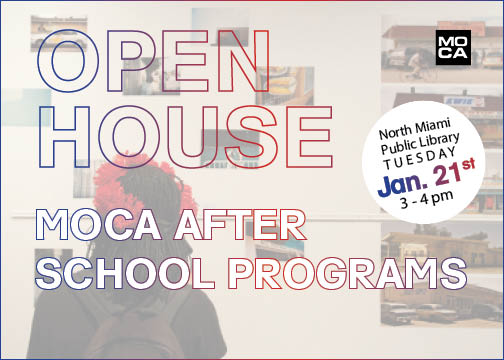 OPEN
HOUSE
MO
CA
North Miami
Public Library
TUESDAY
Jan. 21st
3 - 4 pm
MOCA AFTER
SCHOOL PROGRAMS